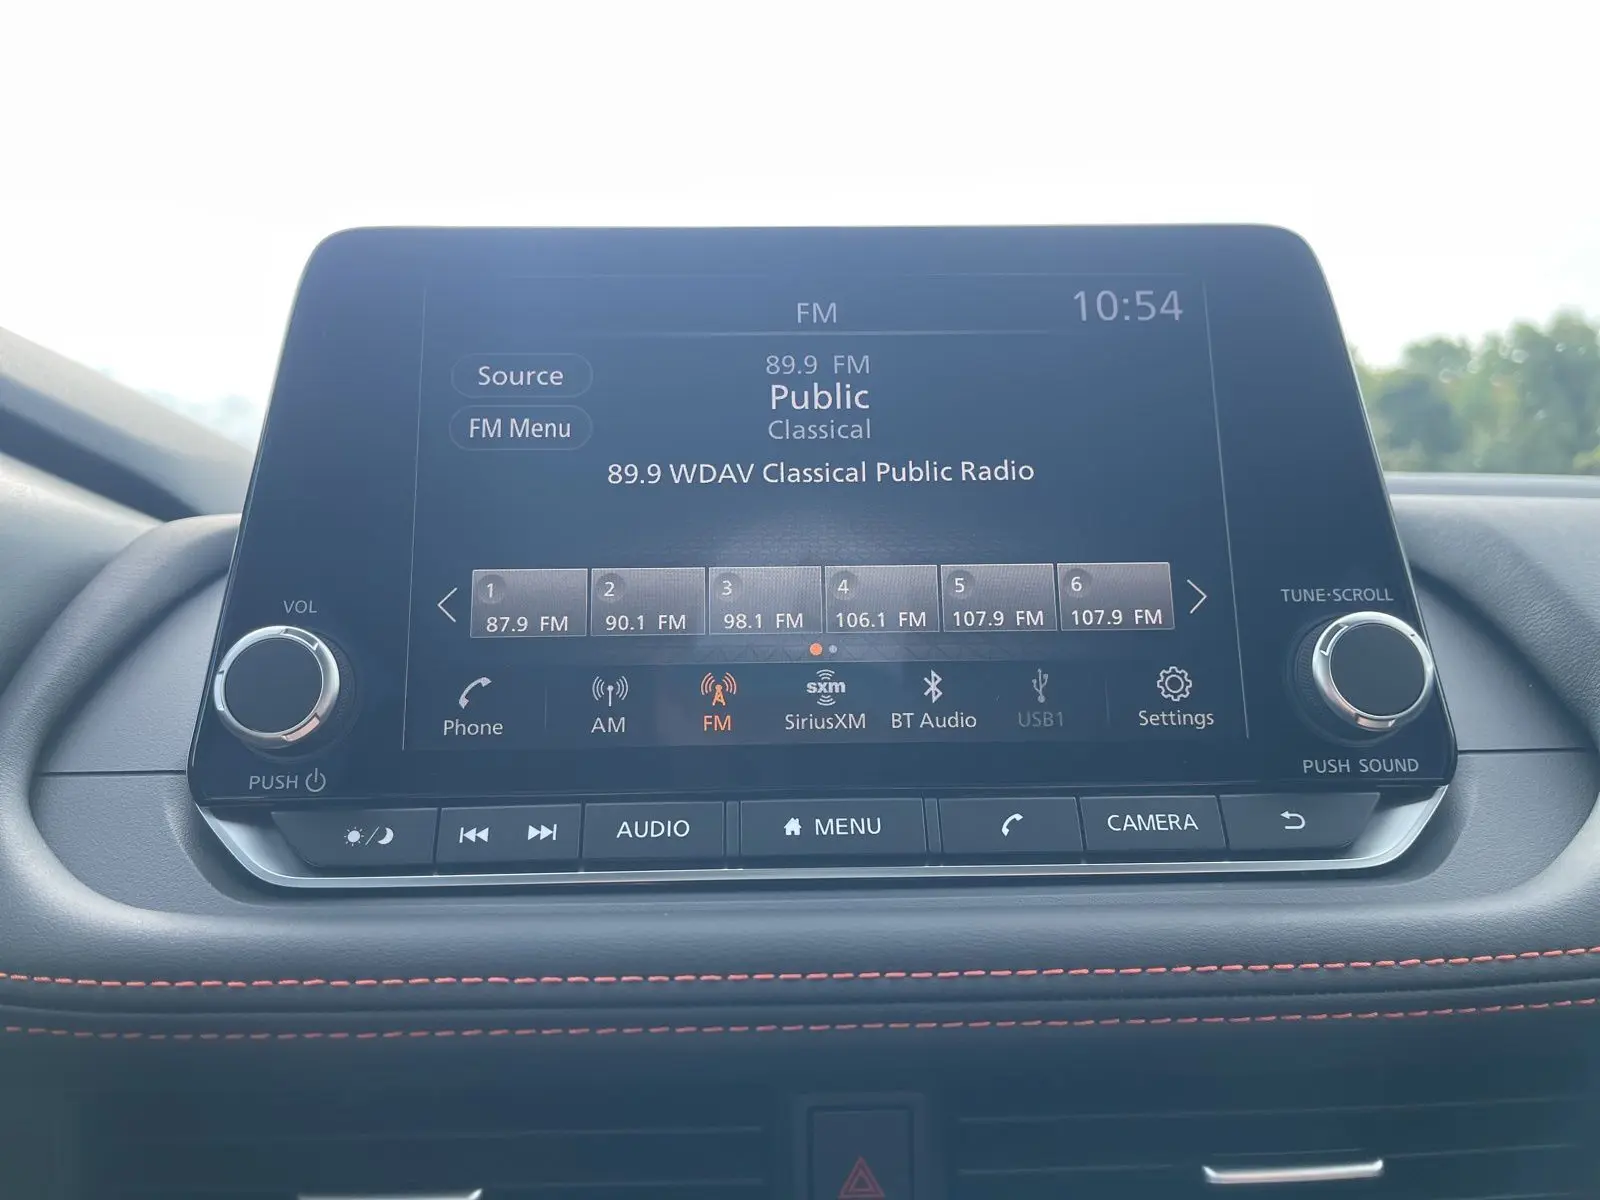 FM
10:54
Source
89.9 FM
Public
FM Menu
Classical
89.9 WDAV Classical Public Radio
1
87.9 FM
2
90.1 FM
3
98.1 FM
4
106.1 FM
5
107.9 FM
6
107.9 FM
Phone
AM
FM
sxm
SiriusXM
BT Audio
USB1
Settings
VOL
PUSH
TUNE·SCROLL
PUSH SOUND
AUDIO
MENU
CAMERA